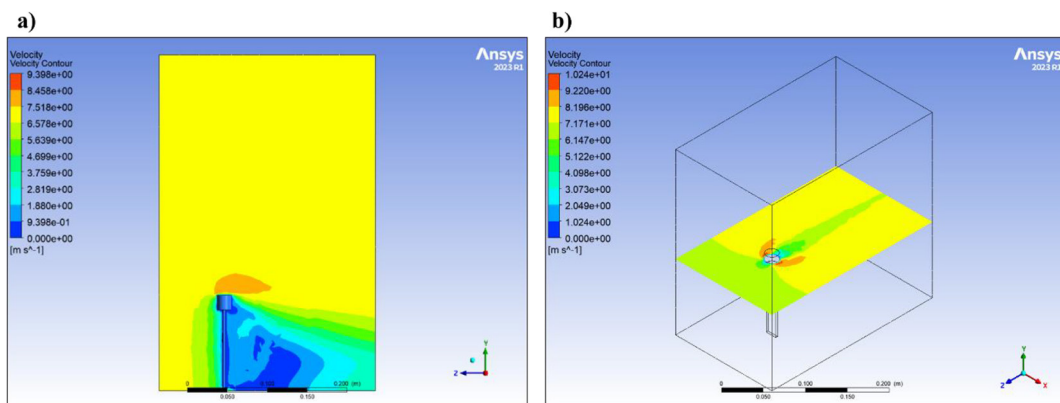 a)
b)
Velocity
Velocity Contour
9.398e+00
8.458e+00
7.518e+00
6.578e+00
5.639e+00
4.699e+00
3.759e+00
2.819e+00
1.880e+00
9.398e-01
0.000e+00
[m s^-1]
Ansys
2023 R1
0
0.100
0.200
(m)
0.050
0.150
Y
Z
Velocity
Velocity Contour
1.024e+01
9.220e+00
8.196e+00
7.171e+00
6.147e+00
5.122e+00
4.098e+00
3.073e+00
2.049e+00
1.024e+00
0.000e+00
[m s^-1]
Ansys
2023 R1
0
0.100
0.200
(m)
0.050
0.150
Y
Z
X